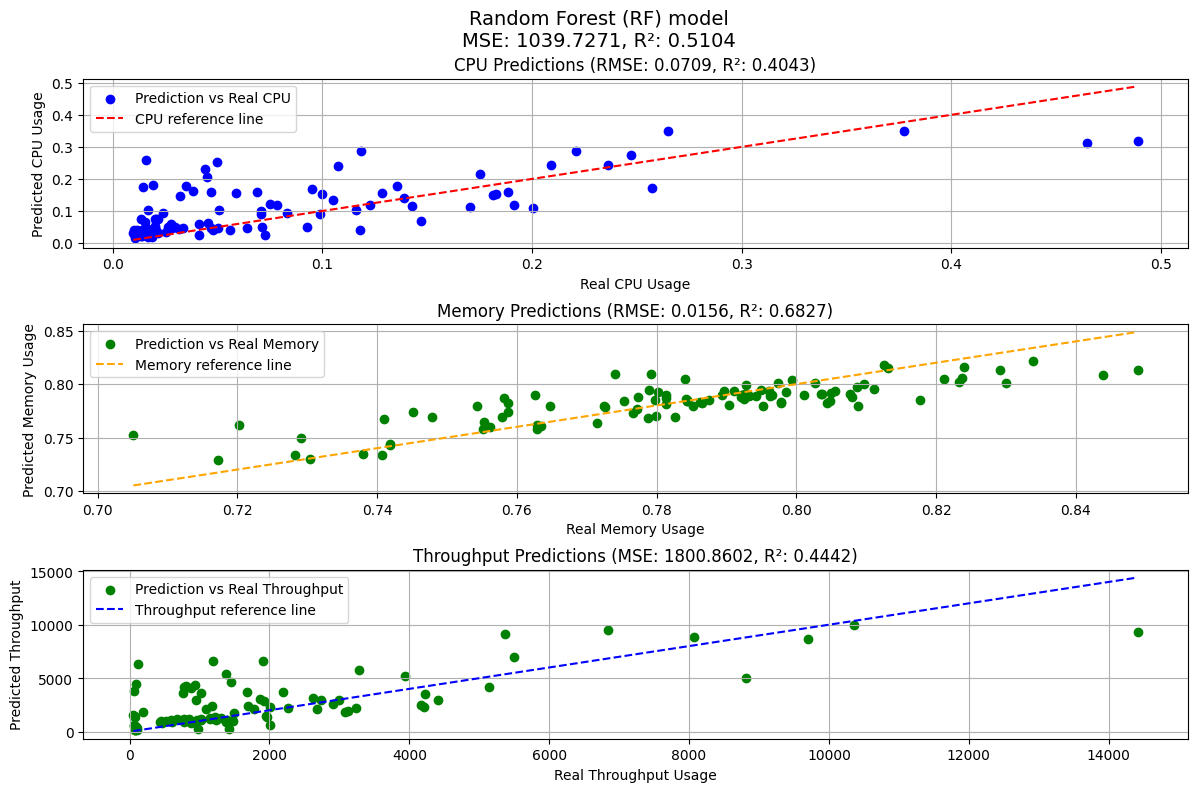 Random Forest (RF) model
MSE: 1039.7271, R²: 0.5104
CPU Predictions (RMSE: 0.0709, R²: 0.4043)
Predicted CPU Usage
0.5
0.4
0.3
0.2
0.1
0.0
Prediction vs Real CPU
CPU reference line
0.0 0.1 0.2 0.3 0.4 0.5
Real CPU Usage
Memory Predictions (RMSE: 0.0156, R²: 0.6827)
Predicted Memory Usage
0.85
0.80
0.75
0.70
Prediction vs Real Memory
Memory reference line
0.70 0.72 0.74 0.76 0.78 0.80 0.82 0.84
Real Memory Usage
Throughput Predictions (MSE: 1800.8602, R²: 0.4442)
Predicted Throughput
15000
10000
5000
0
Prediction vs Real Throughput
Throughput reference line
0 2000 4000 6000 8000 10000 12000 14000
Real Throughput Usage